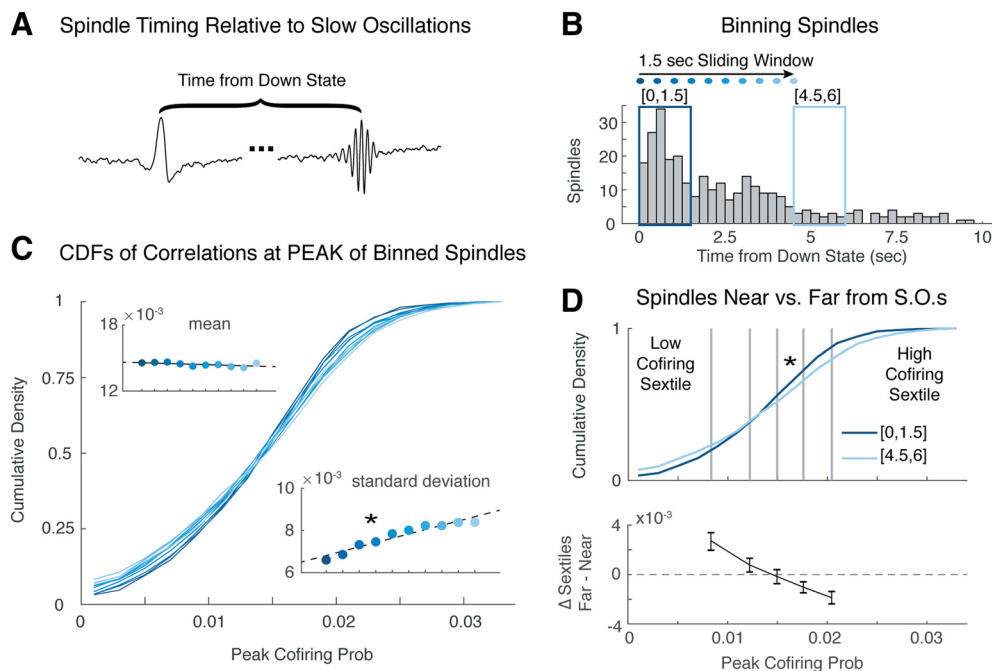 A Spindle Timing Relative to Slow Oscillations
Time from Down State
B Binning Spindles
1.5 sec Sliding Window
[0,1.5]
[4.5,6]
30
20
10
0
Spindles
0 2.5 5 7.5 10
Time from Down State (sec)
C CDFs of Correlations at PEAK of Binned Spindles
1
0.75
0.5
0.25
0
Cumulative Density
18 × 10⁻³
mean
12
10 × 10⁻³
standard deviation
*
8
6
0 0.01 0.02 0.03
Peak Cofiring Prob
D Spindles Near vs. Far from S.O.s
1
0.5
0
Cumulative Density
Low
Cofiring
Sextile
*
High
Cofiring
Sextile
[0,1.5]
[4.5,6]
x10⁻³
4
0
-4
Δ Sextiles
Far - Near
0 0.01 0.02 0.03
Peak Cofiring Prob